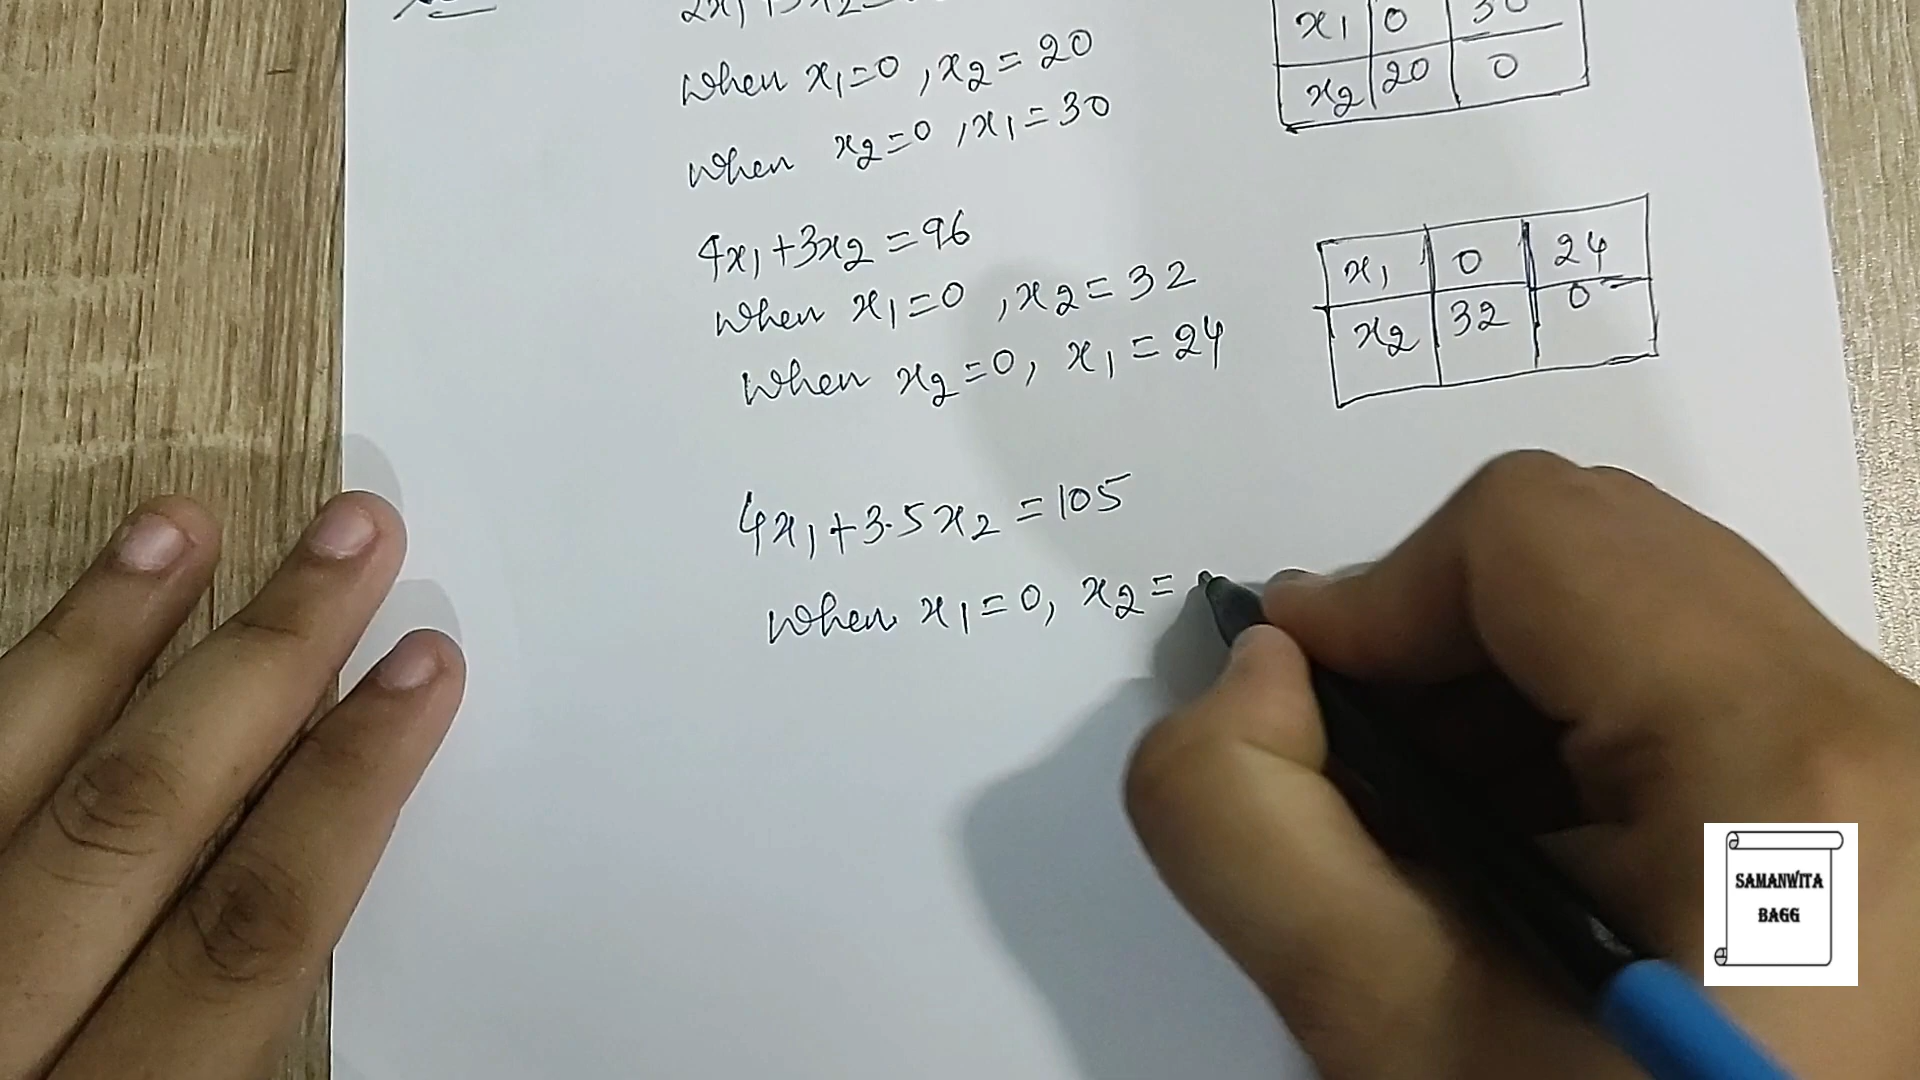 2x₁+3x₂=
x₁ 0 30
when x₁=0, x₂=20
x₂ 20 0
when x₂=0, x₁=30
4x₁+3x₂=96
x₁ 0 24
when x₁=0, x₂=32
x₂ 32 0
when x₂=0, x₁=24
4x₁+3.5x₂=105
when x₁=0, x₂=
SAMANWITA
BAGG